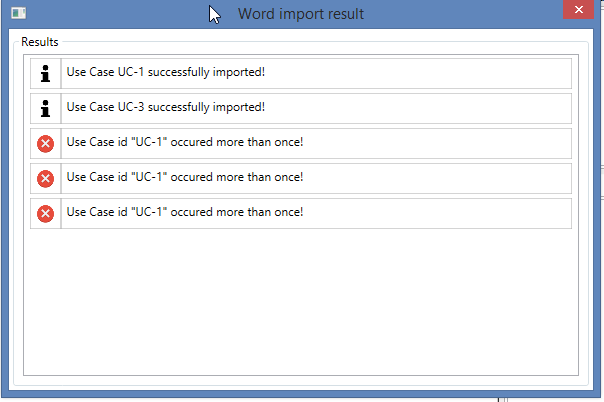 Word import result
Results
Use Case UC-1 successfully imported!
Use Case UC-3 successfully imported!
Use Case id "UC-1" occured more than once!
Use Case id "UC-1" occured more than once!
Use Case id "UC-1" occured more than once!